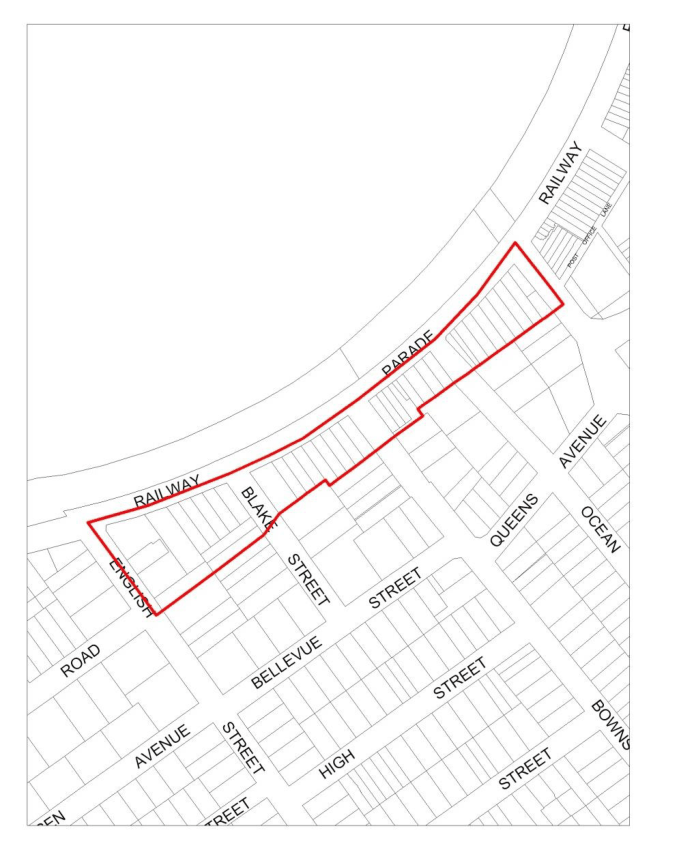 RAILWAY
LANE
OFFICE
POST
PARADE
AVENUE
RAILWAY
BLAKE
QUEENS
OCEAN
ENGLISH
STREET
STREET
ROAD
BELLEVUE
STREET
BOWNS
AVENUE
STREET
HIGH
STREET